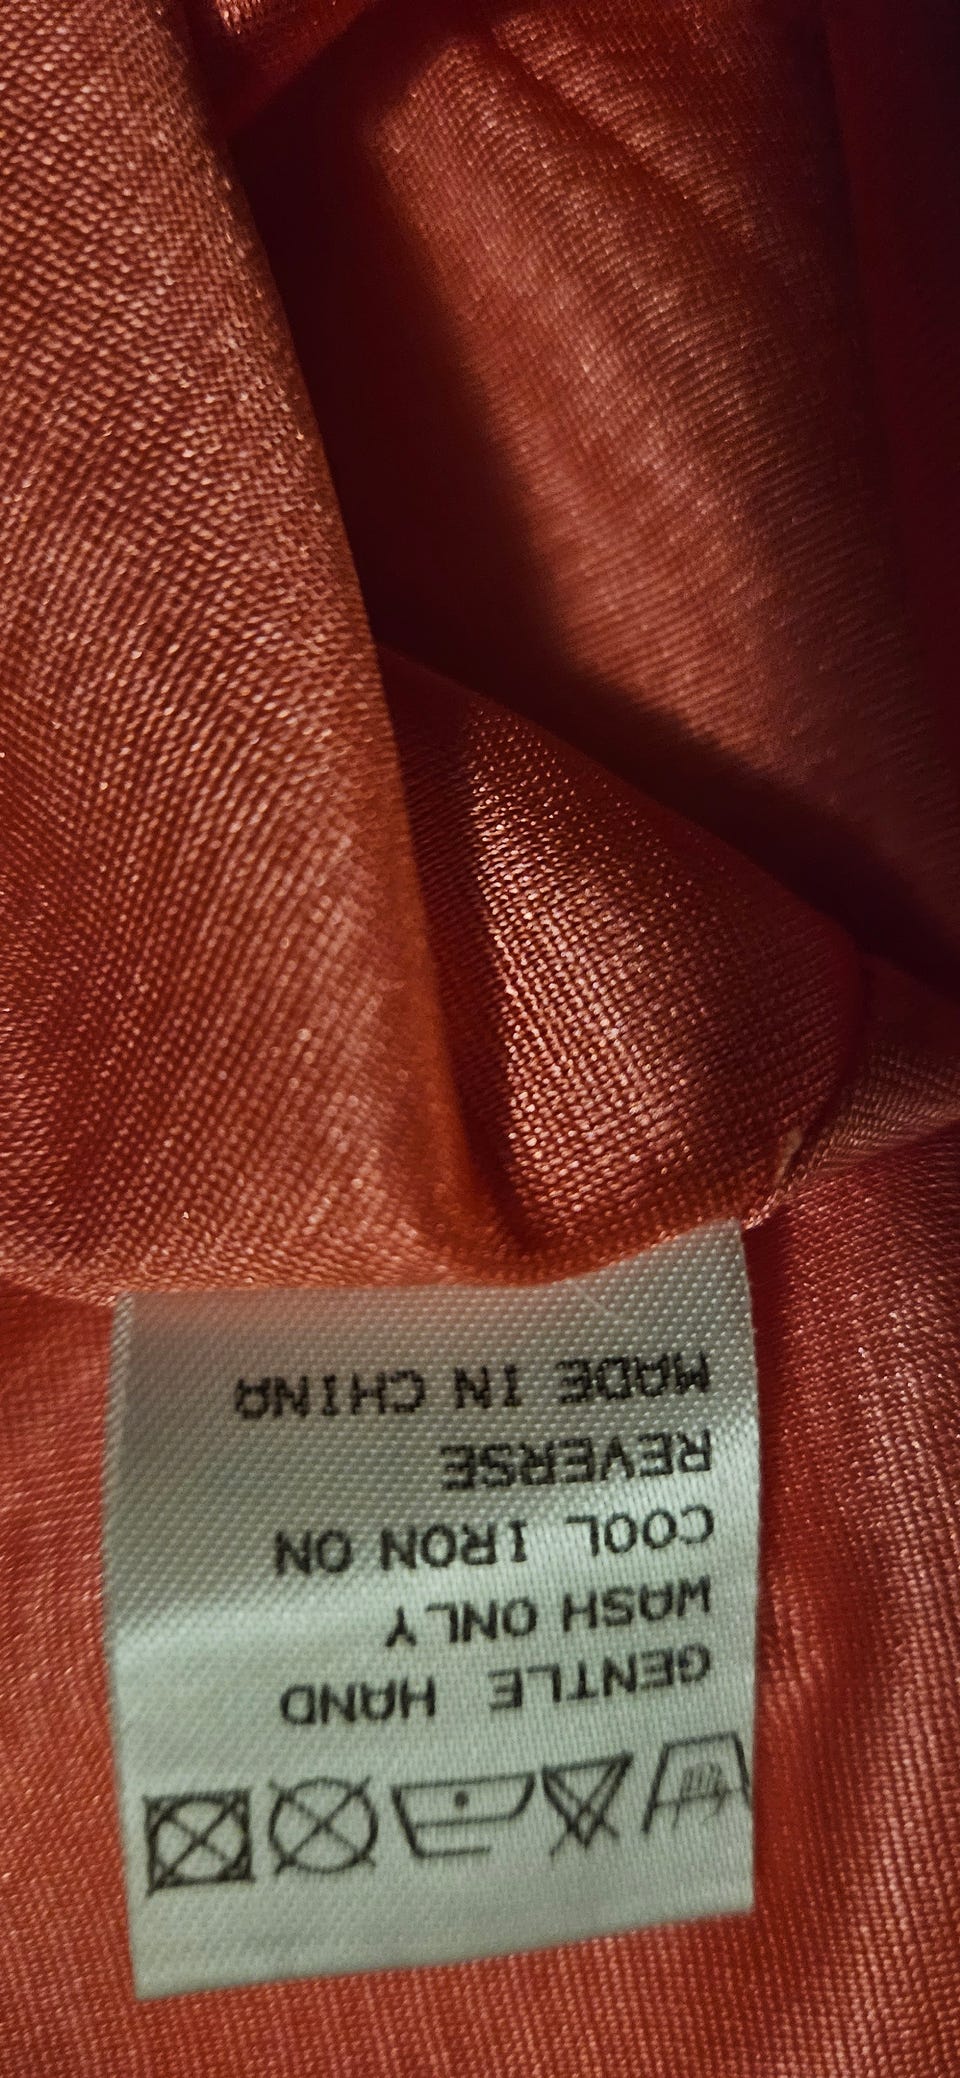 GENTLE HAND
WASH ONLY
COOL IRON ON
REVERSE
MADE IN CHINA